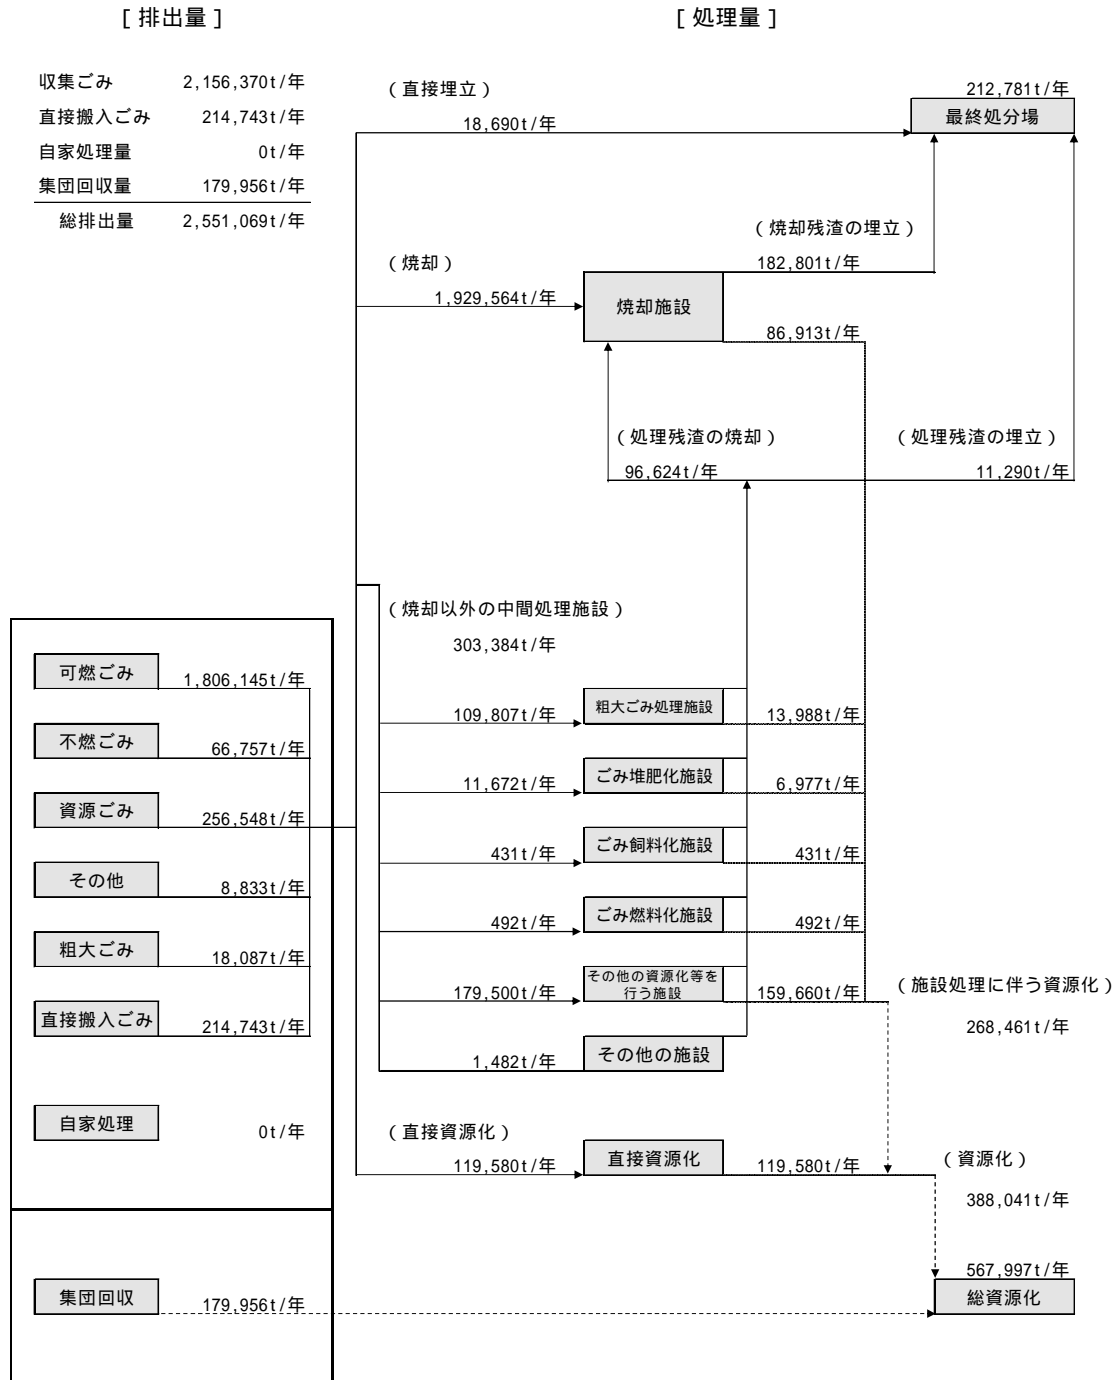 [ 排出量 ]
[ 処理量 ]
収集ごみ 2,156,370t/年
直接搬入ごみ 214,743t/年
自家処理量 0t/年
集団回収量 179,956t/年
総排出量 2,551,069t/年
(直接埋立)
18,690t/年
212,781t/年
最終処分場
(焼却残渣の埋立)
182,801t/年
(焼却)
1,929,564t/年
焼却施設
86,913t/年
(処理残渣の焼却)
96,624t/年
(処理残渣の埋立)
11,290t/年
(焼却以外の中間処理施設)
303,384t/年
可燃ごみ 1,806,145t/年
不燃ごみ 66,757t/年
資源ごみ 256,548t/年
その他 8,833t/年
粗大ごみ 18,087t/年
直接搬入ごみ 214,743t/年
自家処理 0t/年
109,807t/年 粗大ごみ処理施設 13,988t/年
11,672t/年 ごみ堆肥化施設 6,977t/年
431t/年 ごみ飼料化施設 431t/年
492t/年 ごみ燃料化施設 492t/年
179,500t/年 その他の資源化等を
行う施設 159,660t/年
(施設処理に伴う資源化)
268,461t/年
1,482t/年 その他の施設
(直接資源化)
119,580t/年 直接資源化 119,580t/年
(資源化)
388,041t/年
567,997t/年
総資源化
集団回収 179,956t/年